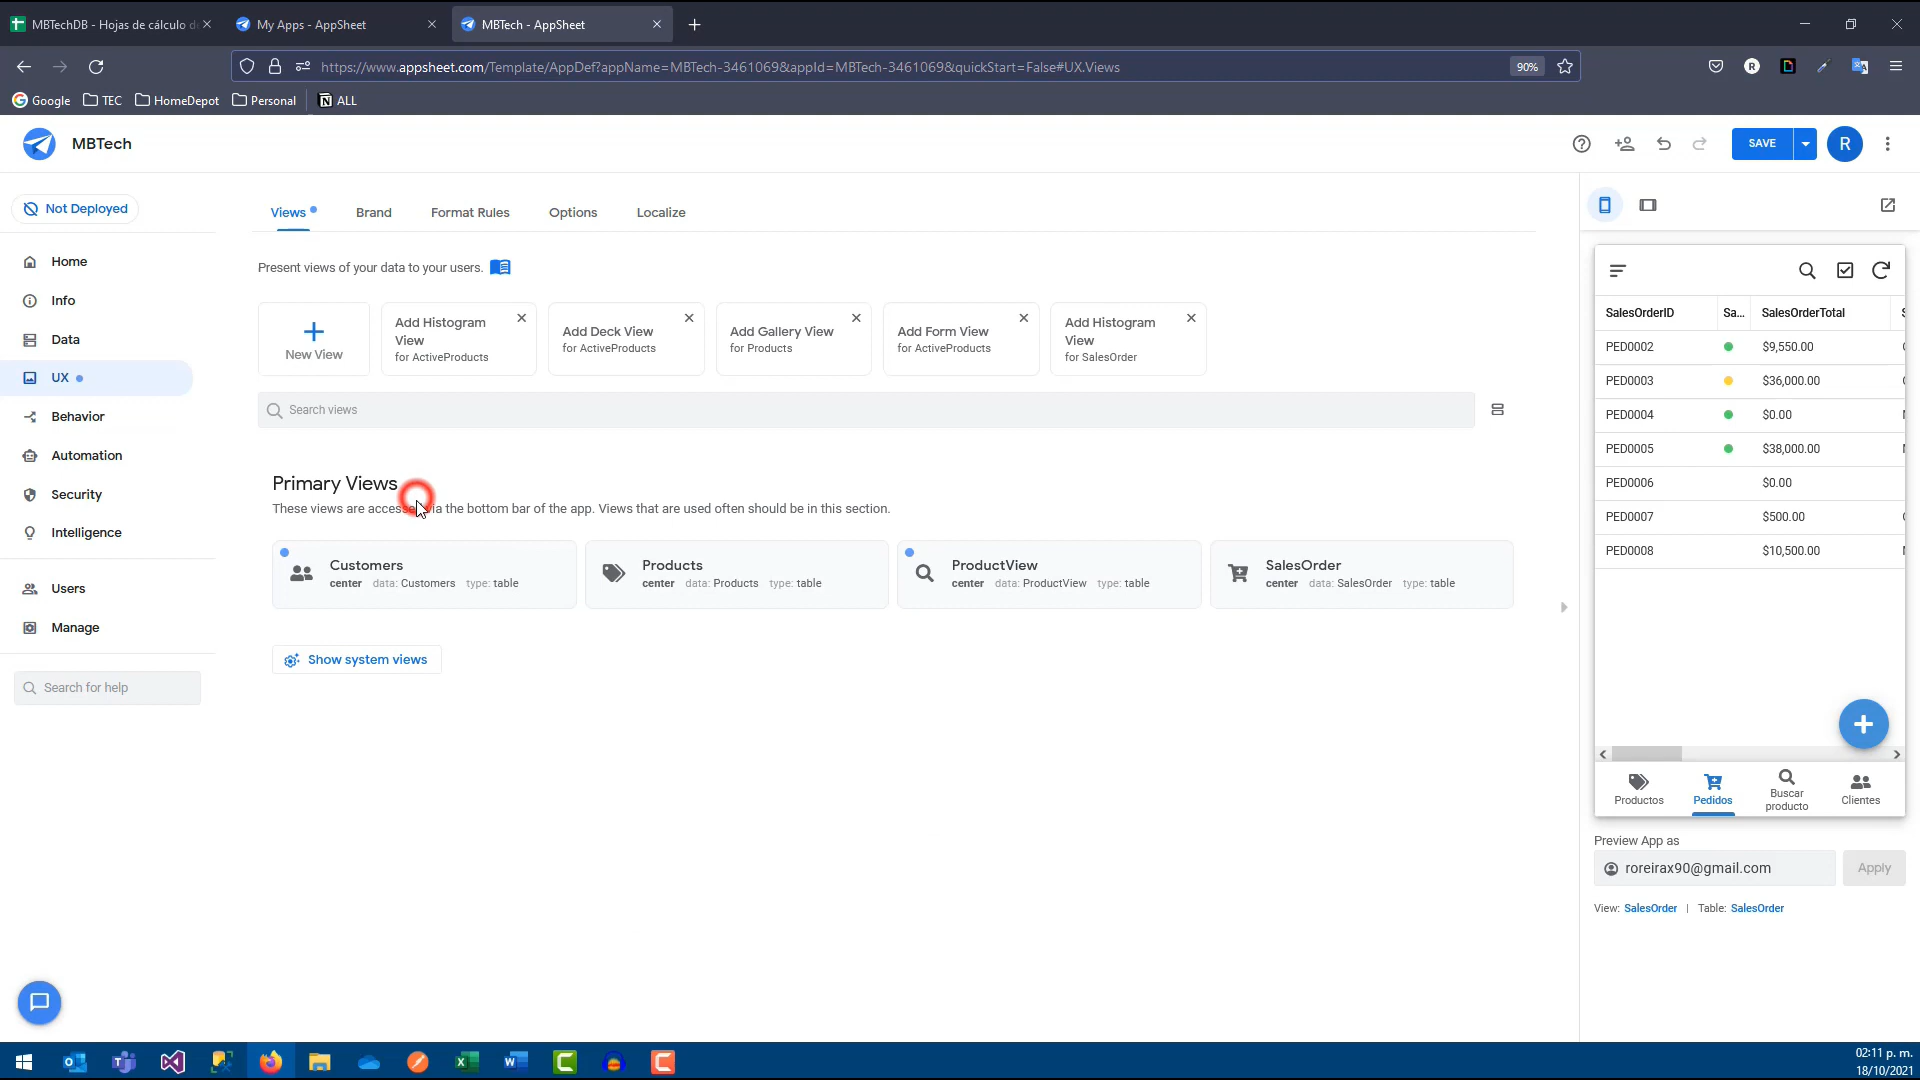 MBTechDB - Hojas de cálculo d
My Apps - AppSheet
MBTech - AppSheet
https://www.appsheet.com/Template/AppDef?appName=MBTech-3461069&appId=MBTech-3461069&quickStart=False#UX.Views
90%
Google
TEC
HomeDepot
Personal
ALL
MBTech
SAVE
R
Not Deployed
Home
Info
Data
UX
Behavior
Automation
Security
Intelligence
Users
Manage
Search for help
Views
Brand
Format Rules
Options
Localize
Present views of your data to your users.
New View
Add Histogram
View
for ActiveProducts
Add Deck View
for ActiveProducts
Add Gallery View
for Products
Add Form View
for ActiveProducts
Add Histogram
View
for SalesOrder
Search views
Primary Views
These views are accesse via the bottom bar of the app. Views that are used often should be in this section.
Customers
center data: Customers type: table
Products
center data: Products type: table
ProductView
center data: ProductView type: table
SalesOrder
center data: SalesOrder type: table
Show system views
SalesOrderID Sa... SalesOrderTotal
PED0002 $9,550.00
PED0003 $36,000.00
PED0004 $0.00
PED0005 $38,000.00
PED0006 $0.00
PED0007 $500.00
PED0008 $10,500.00
Productos
Pedidos
Buscar
producto
Clientes
Preview App as
roreirax90@gmail.com
Apply
View: SalesOrder | Table: SalesOrder
02:11 p. m.
18/10/2021